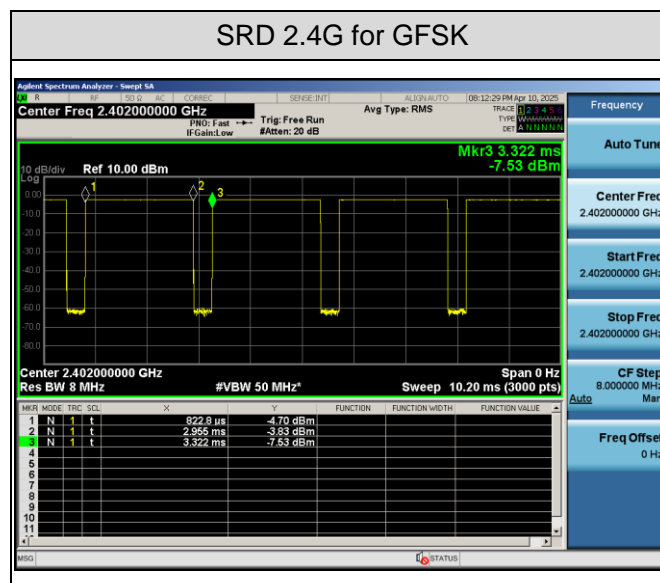 SRD 2.4G for GFSK
Agilent Spectrum Analyzer - Swept SA
R RF 50 Ω AC CORREC SENSE:INT ALIGN AUTO 08:12:29 PM Apr 10, 2025
Center Freq 2.402000000 GHz
PNO: Fast
IFGain:Low
Trig: Free Run
#Atten: 20 dB
Avg Type: RMS
TRACE 1 2 3 4 5 6
TYPE W
DET A N N N N N
Mkr3 3.322 ms
-7.53 dBm
10 dB/div Ref 10.00 dBm
Log
0.00
-10.0
-20.0
-30.0
-40.0
-50.0
-60.0
-70.0
-80.0
1
2
3
Center 2.402000000 GHz Span 0 Hz
Res BW 8 MHz #VBW 50 MHz* Sweep 10.20 ms (3000 pts)
MKR MODE TRC SCL X Y FUNCTION FUNCTION WIDTH FUNCTION VALUE
1 N 1 t 822.8 us -4.70 dBm
2 N 1 t 2.955 ms -3.83 dBm
3 N 1 t 3.322 ms -7.53 dBm
4
5
6
7
8
9
10
11
MSG STATUS
Frequency
Auto Tune
Center Freq
2.402000000 GHz
Start Freq
2.402000000 GHz
Stop Freq
2.402000000 GHz
CF Step
8.000000 MHz
Auto Man
Freq Offset
0 Hz